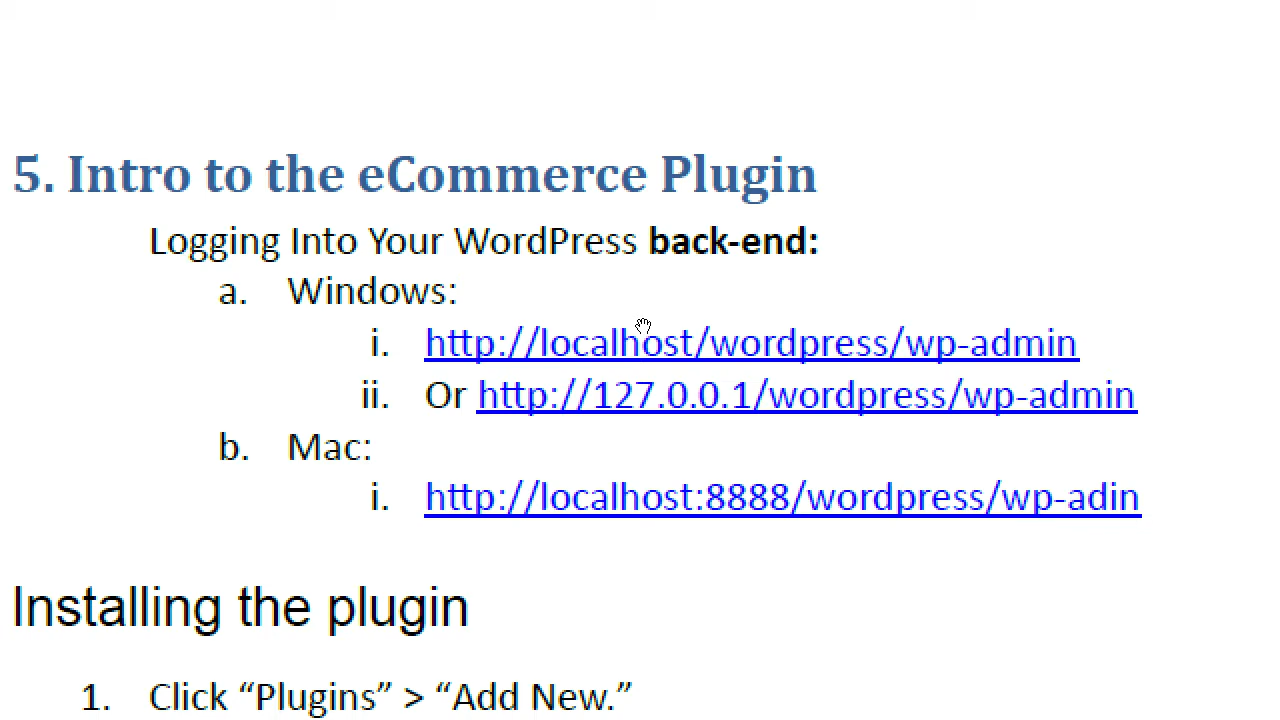 5. Intro to the eCommerce Plugin
Logging Into Your WordPress back-end:
a. Windows:
i. http://localhost/wordpress/wp-admin
ii. Or http://127.0.0.1/wordpress/wp-admin
b. Mac:
i. http://localhost:8888/wordpress/wp-adin
Installing the plugin
1. Click “Plugins” > “Add New.”